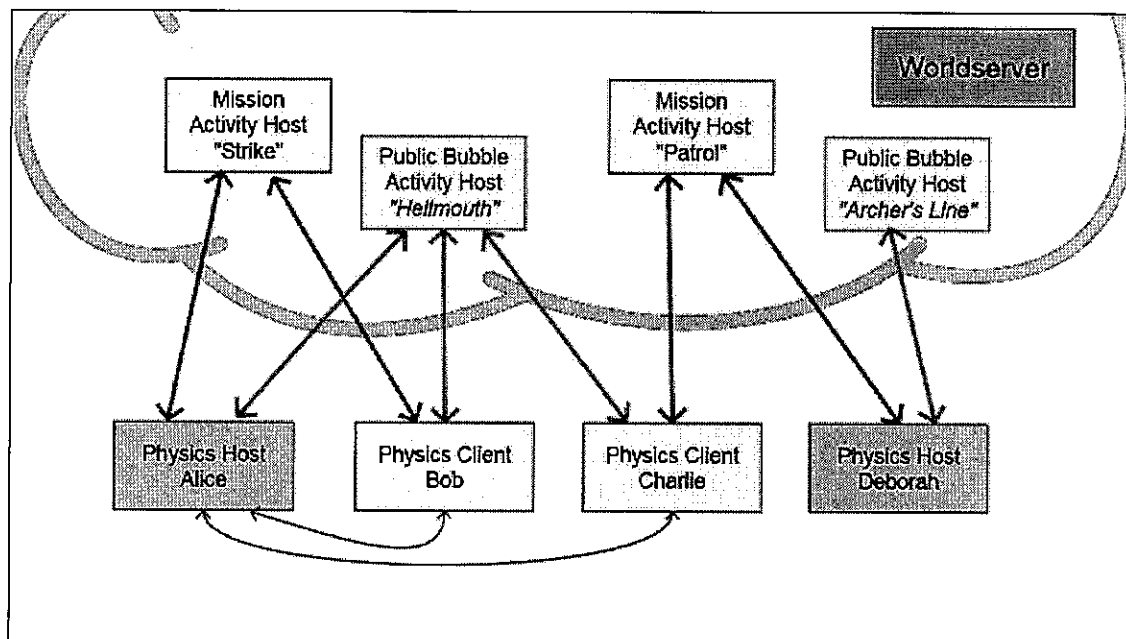 Worldserver
Mission
Activity Host
"Strike"
Public Bubble
Activity Host
"Hellmouth"
Mission
Activity Host
"Patrol"
Public Bubble
Activity Host
"Archer's Line"
Physics Host
Alice
Physics Client
Bob
Physics Client
Charlie
Physics Host
Deborah